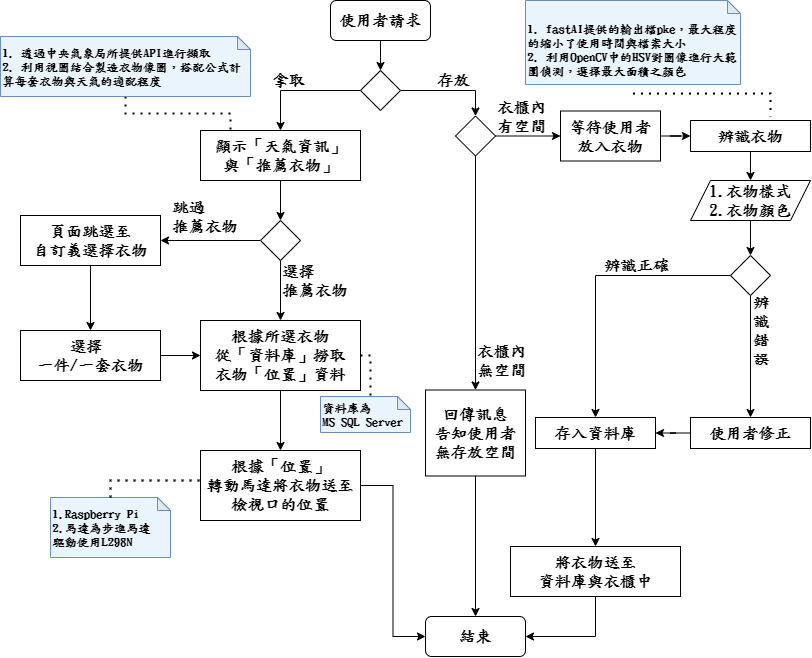 使用者請求
1. fastAI提供的輸出檔pke，最大程度
的縮小了使用時間與檔案大小
2. 利用OpenCV中的HSV對圖像進行大範
圍偵測，選擇最大面積之顏色
1. 透過中央氣象局所提供API進行擷取
2. 利用視圖結合製造衣物像圖，搭配公式計
算每套衣物與天氣的適配程度
拿取
存放
衣櫃內
有空間
等待使用者
放入衣物
辨識衣物
顯示「天氣資訊」
與「推薦衣物」
1.衣物樣式
2.衣物顏色
跳過
推薦衣物
頁面跳選至
自訂義選擇衣物
選擇
推薦衣物
辨識正確
辨
識
錯
誤
選擇
一件/一套衣物
根據所選衣物
從「資料庫」撈取
衣物「位置」資料
衣櫃內
無空間
資料庫為
MS SQL Server
回傳訊息
告知使用者
無存放空間
存入資料庫
使用者修正
根據「位置」
轉動馬達將衣物送至
檢視口的位置
1.Raspberry Pi
2.馬達為步進馬達
驅動使用L298N
將衣物送至
資料庫與衣櫃中
結束